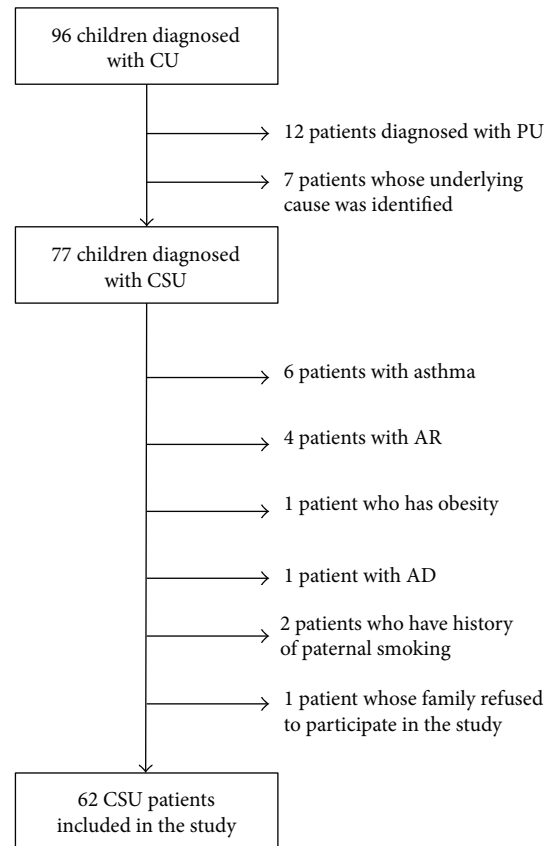 96 children diagnosed
with CU
12 patients diagnosed with PU
7 patients whose underlying
cause was identified
77 children diagnosed
with CSU
6 patients with asthma
4 patients with AR
1 patient who has obesity
1 patient with AD
2 patients who have history
of paternal smoking
1 patient whose family refused
to participate in the study
62 CSU patients
included in the study